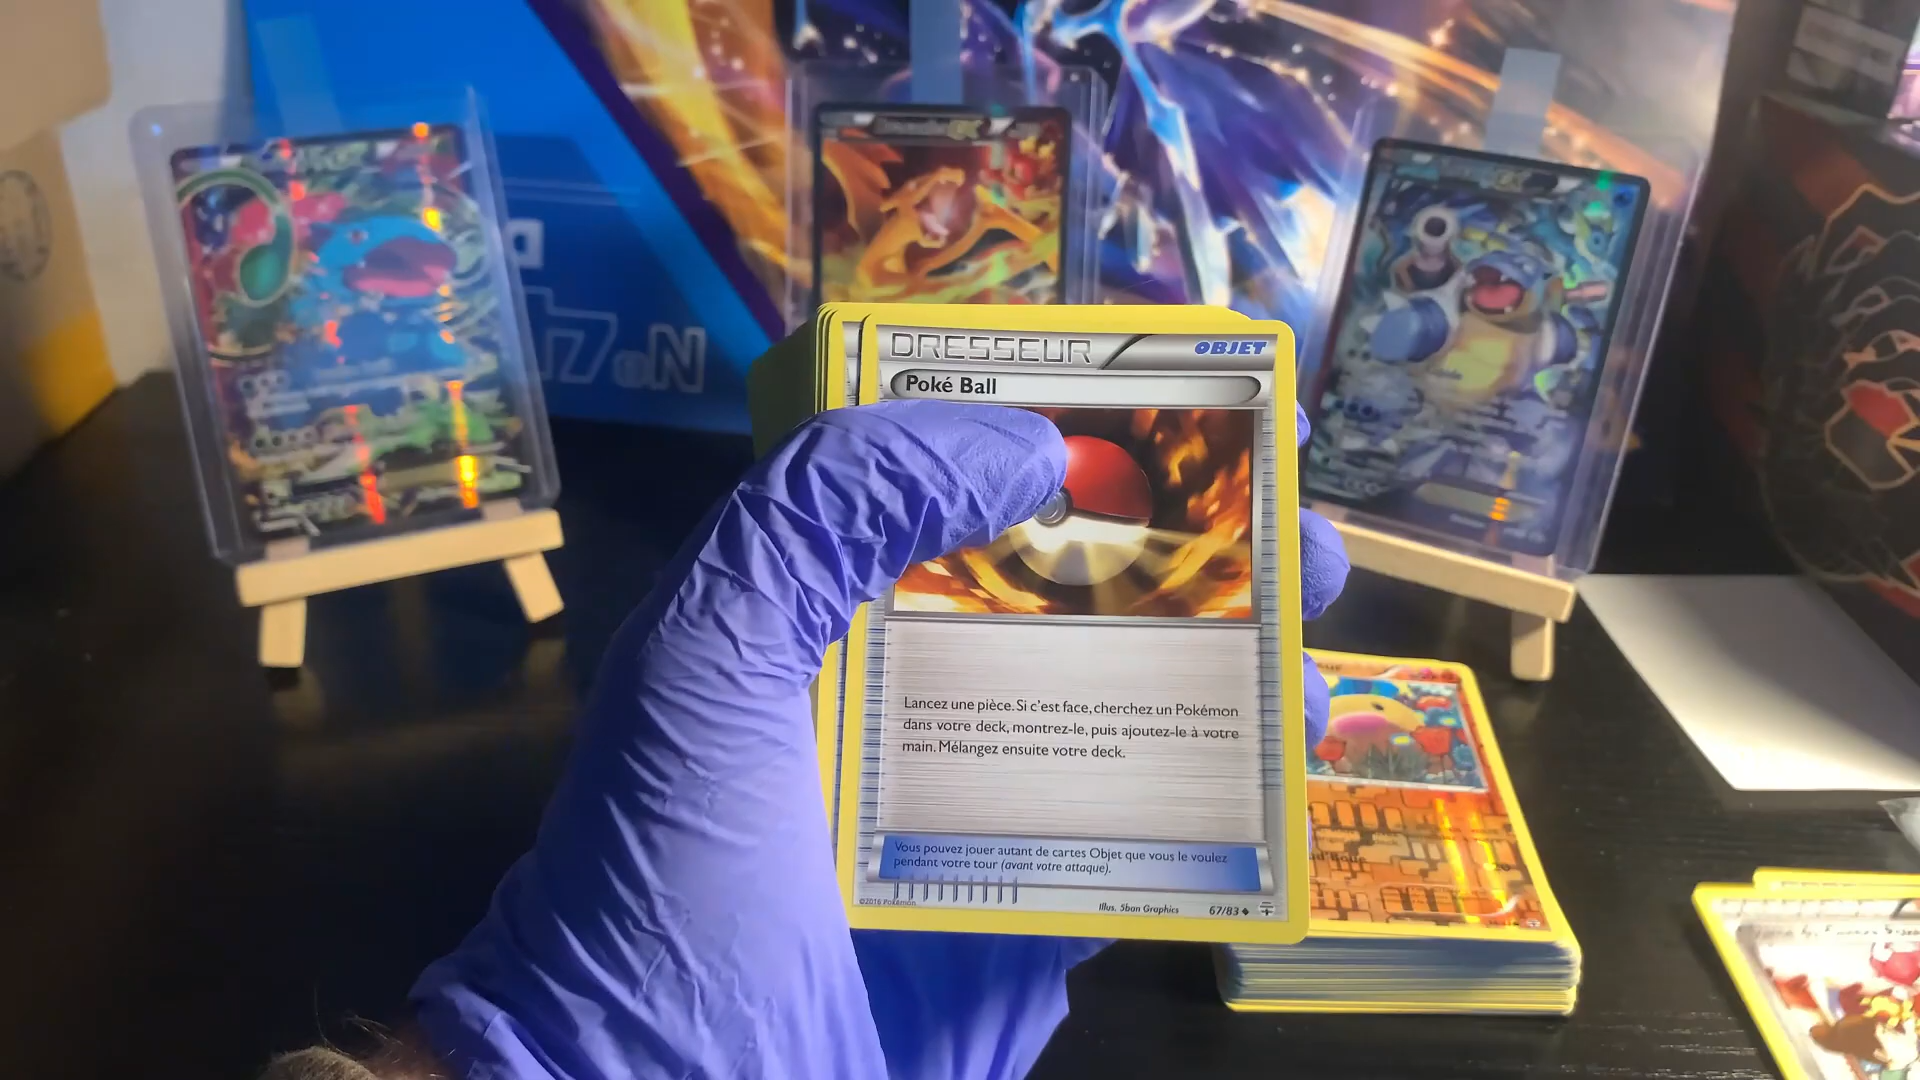 DRESSEUR
OBJET
Poké Ball
Lancez une pièce. Si c'est face, cherchez un Pokémon
dans votre deck, montrez-le, puis ajoutez-le à votre
main. Mélangez ensuite votre deck.
Vous pouvez jouer autant de cartes Objet que vous le voulez
pendant votre tour (avant votre attaque).
©2016 Pokémon
Illus. 5ban Graphics
67/83